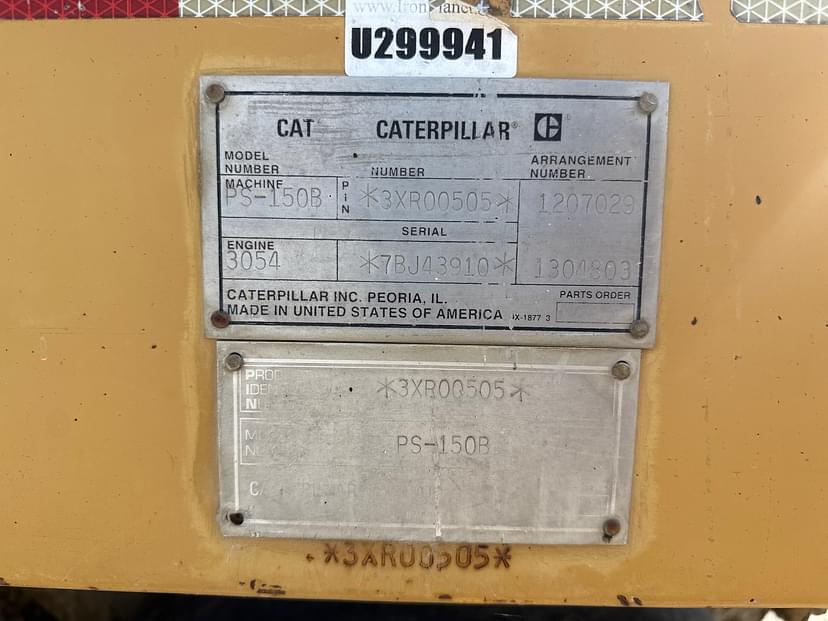 U299941
CAT CATERPILLAR
MODEL NUMBER NUMBER ARRANGEMENT NUMBER
MACHINE PS-150B PIN *3XR00505* 1207029
SERIAL
ENGINE 3054 *7BJ43910* 1304803
CATERPILLAR INC. PEORIA, IL. PARTS ORDER
MADE IN UNITED STATES OF AMERICA
*3XR00505*
PS-150B
*3XR00505*